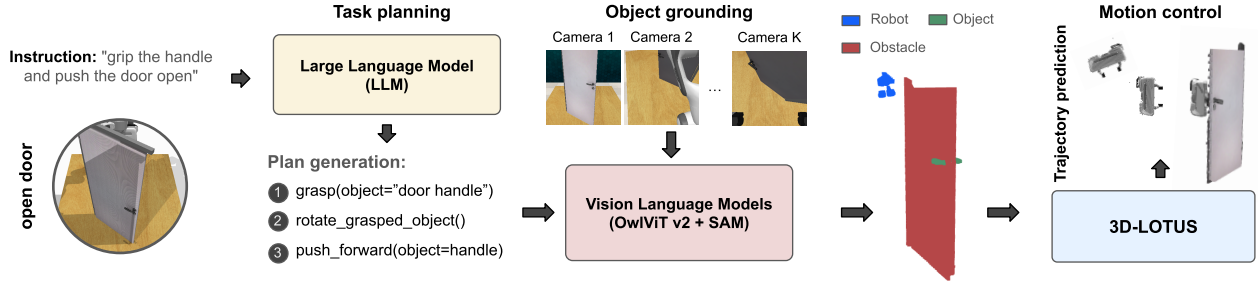 Instruction: "grip the handle
and push the door open"
open door
Task planning
Large Language Model
(LLM)
Plan generation:
1 grasp(object=”door handle”)
2 rotate_grasped_object()
3 push_forward(object=handle)
Object grounding
Camera 1
Camera 2
...
Camera K
Vision Language Models
(OwlViT v2 + SAM)
Robot
Object
Obstacle
Motion control
Trajectory prediction
3D-LOTUS